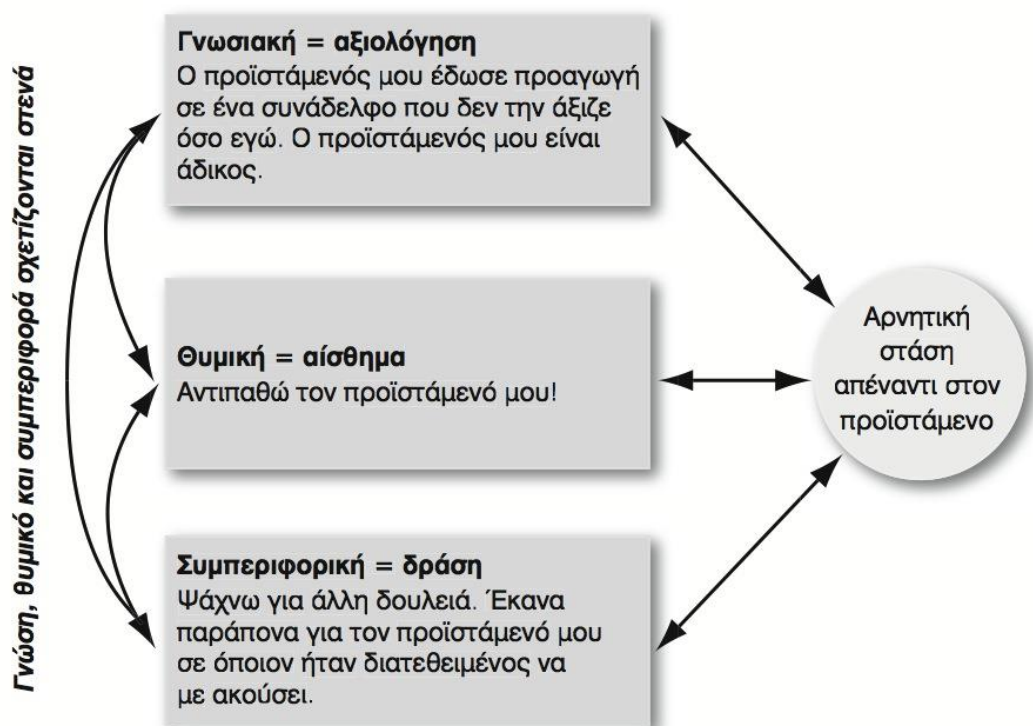 Γνώση, θυμικό και συμπεριφορά σχετίζονται στενά
Γνωσιακή = αξιολόγηση
Ο προϊστάμενός μου έδωσε προαγωγή
σε ένα συνάδελφο που δεν την άξιζε
όσο εγώ. Ο προϊστάμενός μου είναι
άδικος.
Θυμική = αίσθημα
Αντιπαθώ τον προϊστάμενό μου!
Συμπεριφορική = δράση
Ψάχνω για άλλη δουλειά. Έκανα
παράπονα για τον προϊστάμενό μου
σε όποιον ήταν διατεθειμένος να
με ακούσει.
Αρνητική
στάση
απέναντι στον
προϊστάμενο